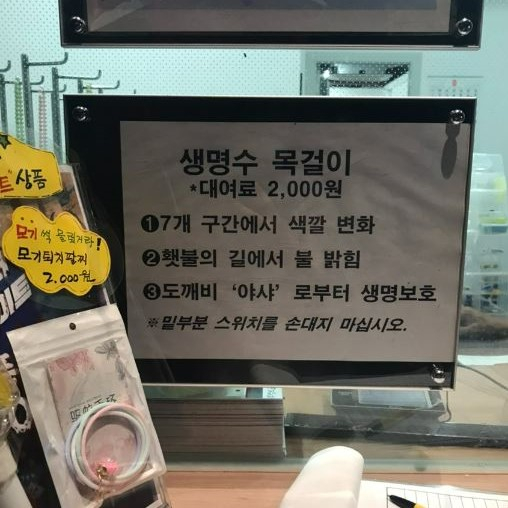 생명수 목걸이
*대여료 2,000원
❶7개 구간에서 색깔 변화
❷횃불의 길에서 불 밝힘
❸도깨비 '야샤' 로부터 생명보호
※밑부분 스위치를 손대지 마십시오.
상품
모기 싹 물렀거라!
모기퇴치팔찌
2.000원